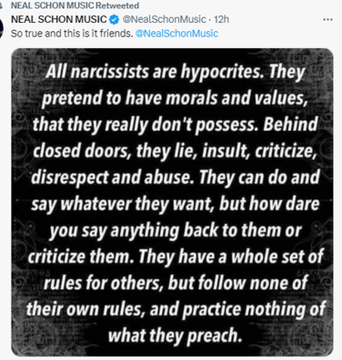 NEAL SCHON MUSIC Retweeted
NEAL SCHON MUSIC @NealSchonMusic · 12h
So true and this is it friends. @NealSchonMusic
All narcissists are hypocrites. They
pretend to have morals and values,
that they really don't possess. Behind
closed doors, they lie, insult, criticize,
disrespect and abuse. They can do and
say whatever they want, but how dare
you say anything back to them or
criticize them. They have a whole set of
rules for others, but follow none of
their own rules, and practice nothing of
what they preach.